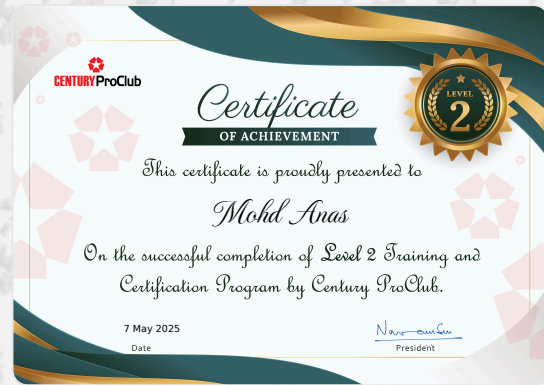 CENTURY ProClub
LEVEL
2
Certificate
OF ACHIEVEMENT
This certificate is proudly presented to
Mohd Anas
On the successful completion of Level 2 Training and
Certification Program by Century ProClub.
7 May 2025
Date
President